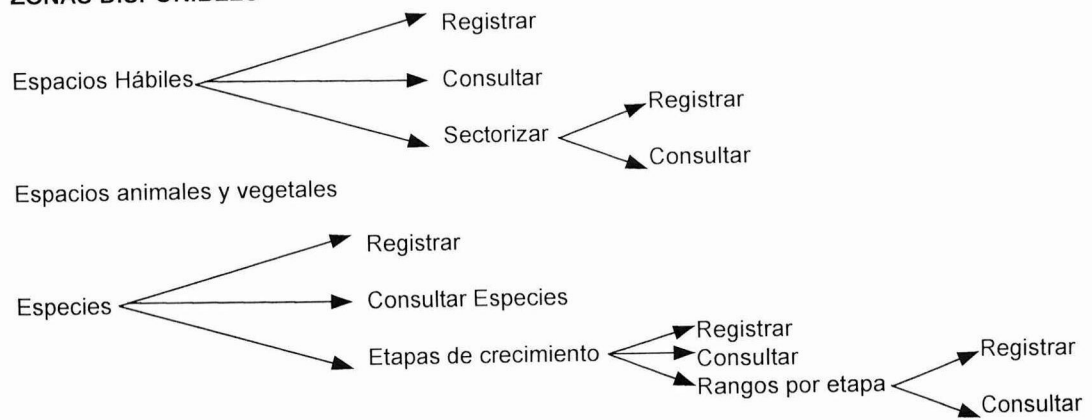 Registrar
Espacios Hábiles
Consultar
Registrar
Sectorizar
Consultar
Espacios animales y vegetales
Registrar
Especies
Consultar Especies
Etapas de crecimiento
Registrar
Consultar
Rangos por etapa
Registrar
Consultar